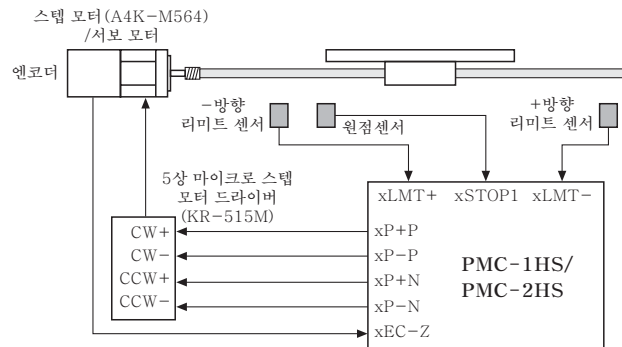 스텝 모터(A4K-M564)
/서보 모터
엔코더
-방향
리미트 센서
원점센서
+방향
리미트 센서
5상 마이크로 스텝
모터 드라이버
(KR-515M)
xLMT+ xSTOP1 xLMT-
CW+
CW-
CCW+
CCW-
xP+P
xP-P
xP+N
xP-N
xEC-Z
PMC-1HS/
PMC-2HS